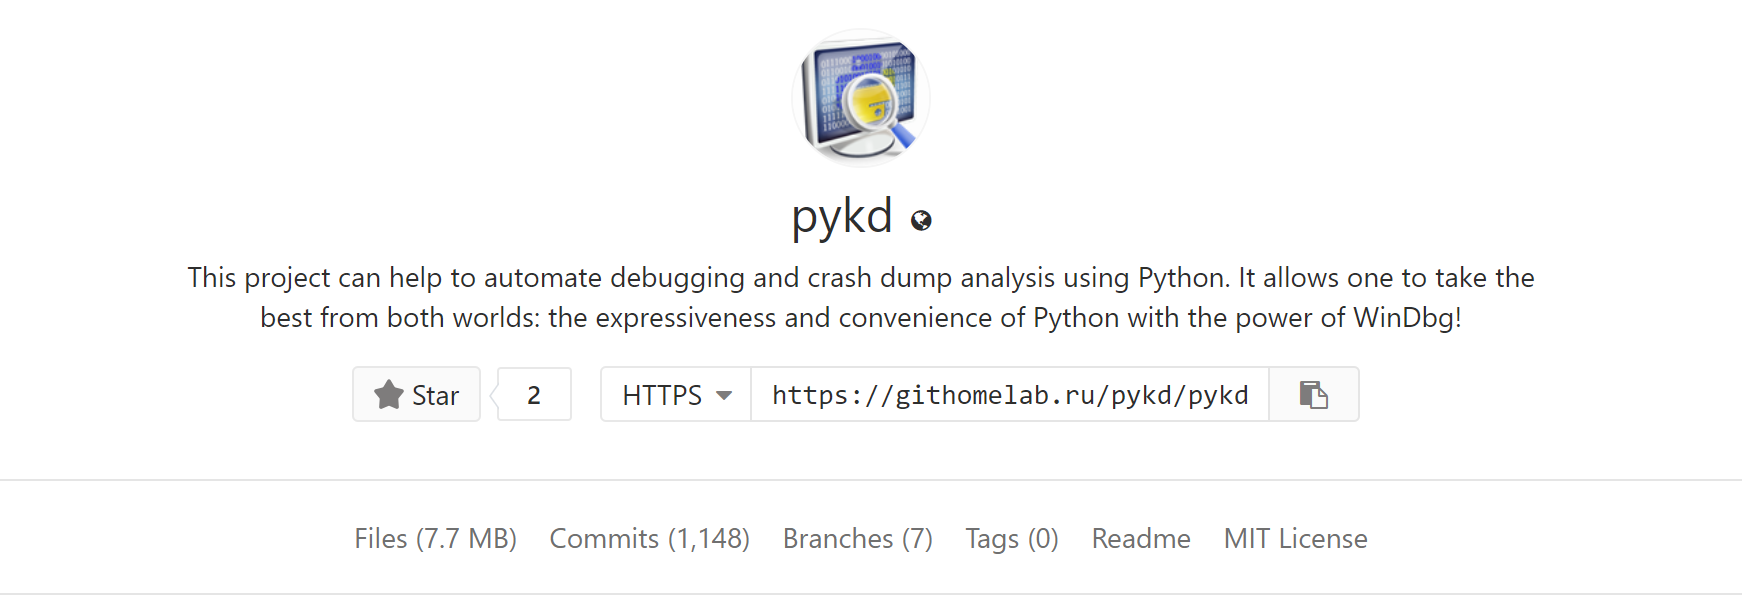 pykd
This project can help to automate debugging and crash dump analysis using Python. It allows one to take the
best from both worlds: the expressiveness and convenience of Python with the power of WinDbg!
Star 2 HTTPS https://githomelab.ru/pykd/pykd
Files (7.7 MB) Commits (1,148) Branches (7) Tags (0) Readme MIT License